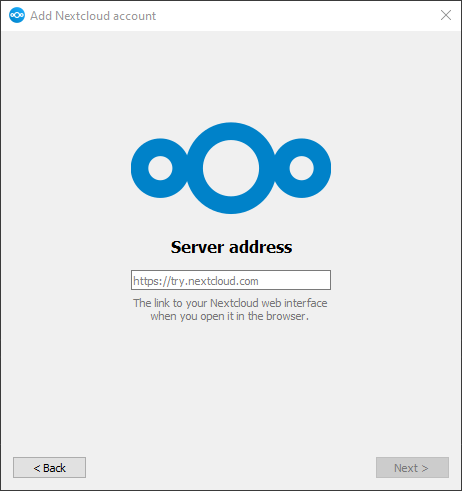 Add Nextcloud account
Server address
https://try.nextcloud.com
The link to your Nextcloud web interface
when you open it in the browser.
< Back
Next >